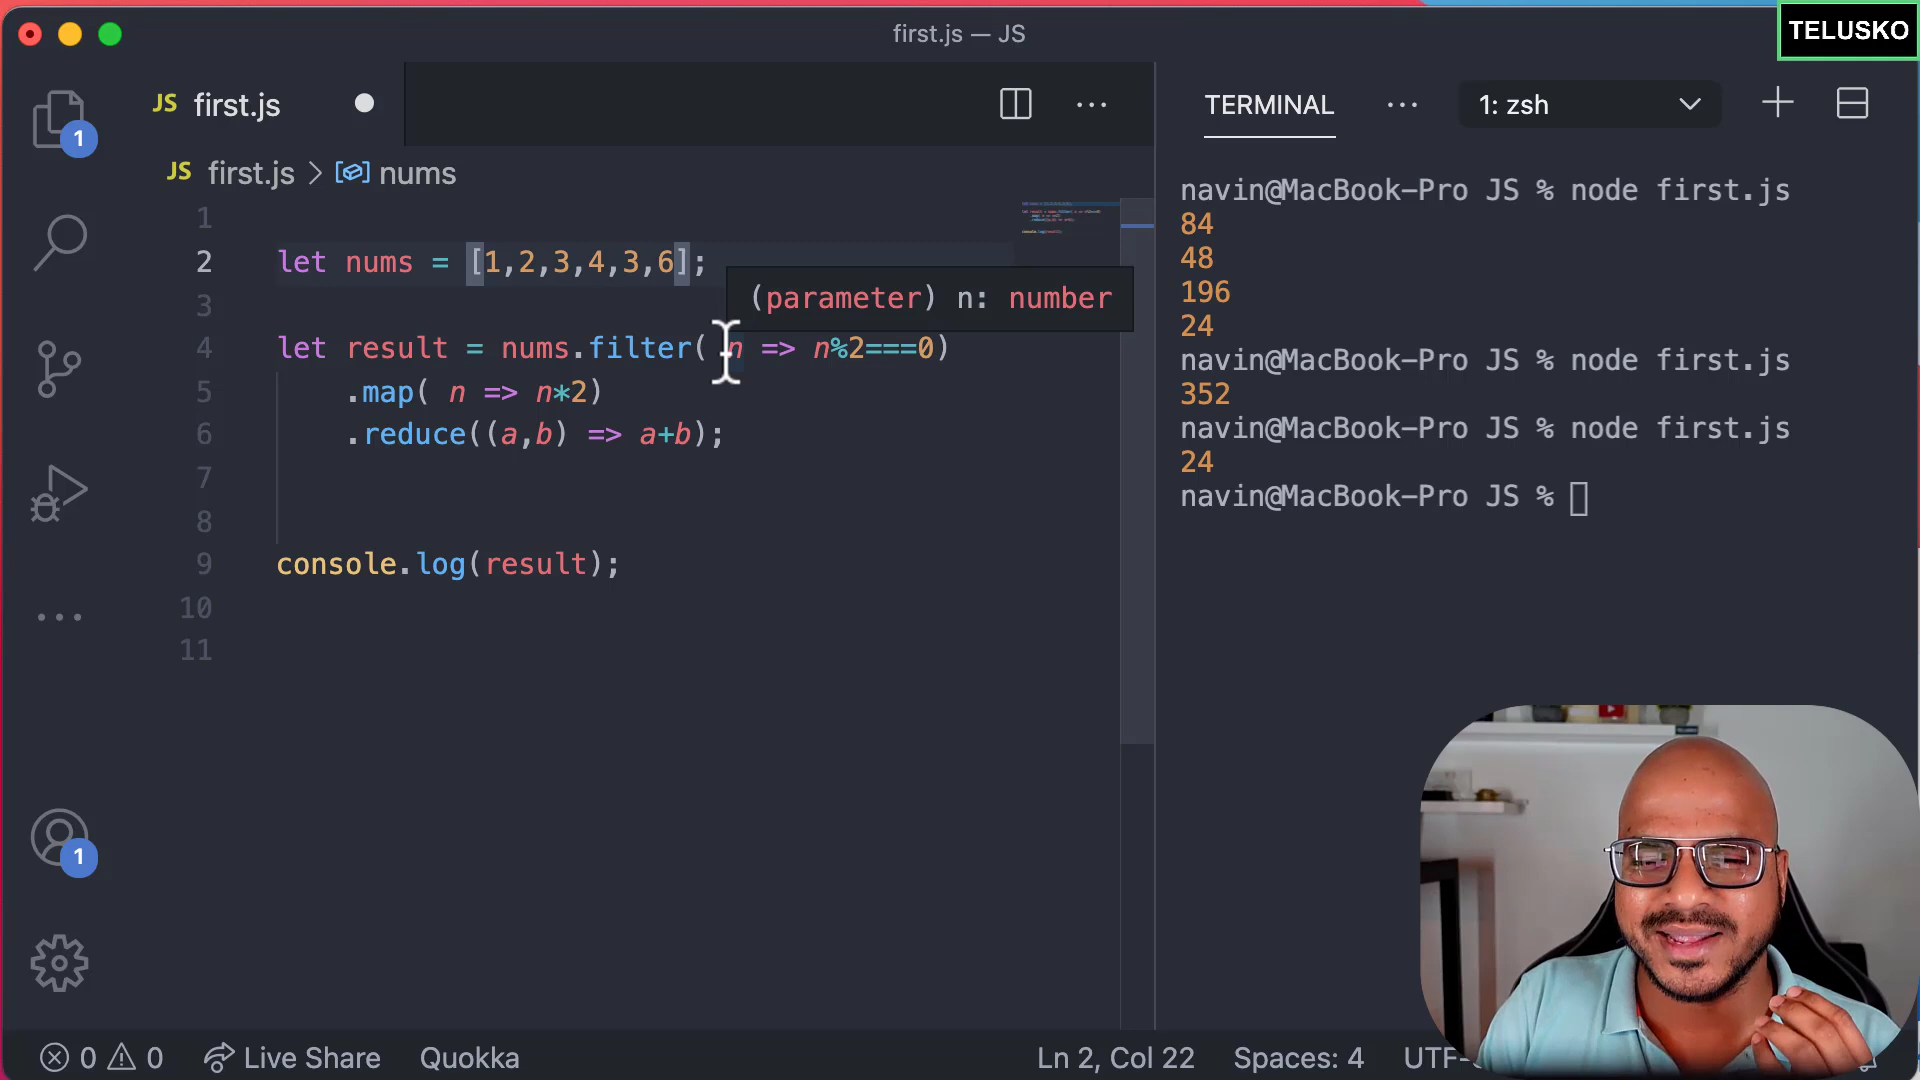 first.js — JS
TELUSKO
JS first.js
1
JS first.js > nums
1
2 let nums = [1,2,3,4,3,6];
3
(parameter) n: number
4 let result = nums.filter( n => n%2===0)
5 .map( n => n*2)
6 .reduce((a,b) => a+b);
7
8
9 console.log(result);
10
11
TERMINAL
1: zsh
navin@MacBook-Pro JS % node first.js
84
48
196
24
navin@MacBook-Pro JS % node first.js
352
navin@MacBook-Pro JS % node first.js
24
navin@MacBook-Pro JS %
1
0 0 Live Share Quokka
Ln 2, Col 22 Spaces: 4